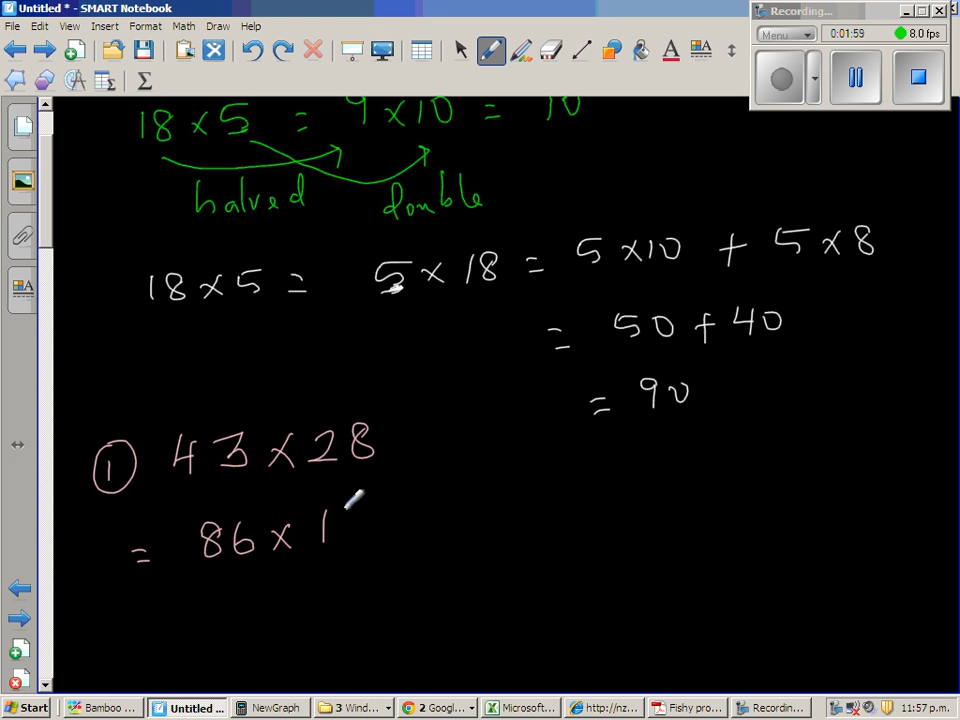 Untitled * - SMART Notebook
File Edit View Insert Format Math Draw Help
Recording...
Menu 0:01:59 8.0 fps
18 x 5 = 9 x 10 = 10
halved double
18 x 5 = 5 x 18 = 5 x 10 + 5 x 8
= 50 + 40
= 90
① 43 x 28
= 86 x 1
Start Bamboo ... Untitled ... NewGraph 3 Wind... 2 Googl... Microsoft... http://nz... Fishy pro... Recordin... 11:57 p.m.